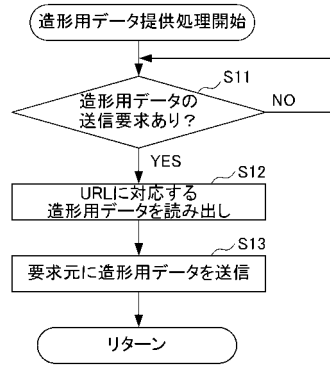 造形用データ提供処理開始
S11
造形用データの
送信要求あり？
NO
YES
S12
URLに対応する
造形用データを読み出し
S13
要求元に造形用データを送信
リターン